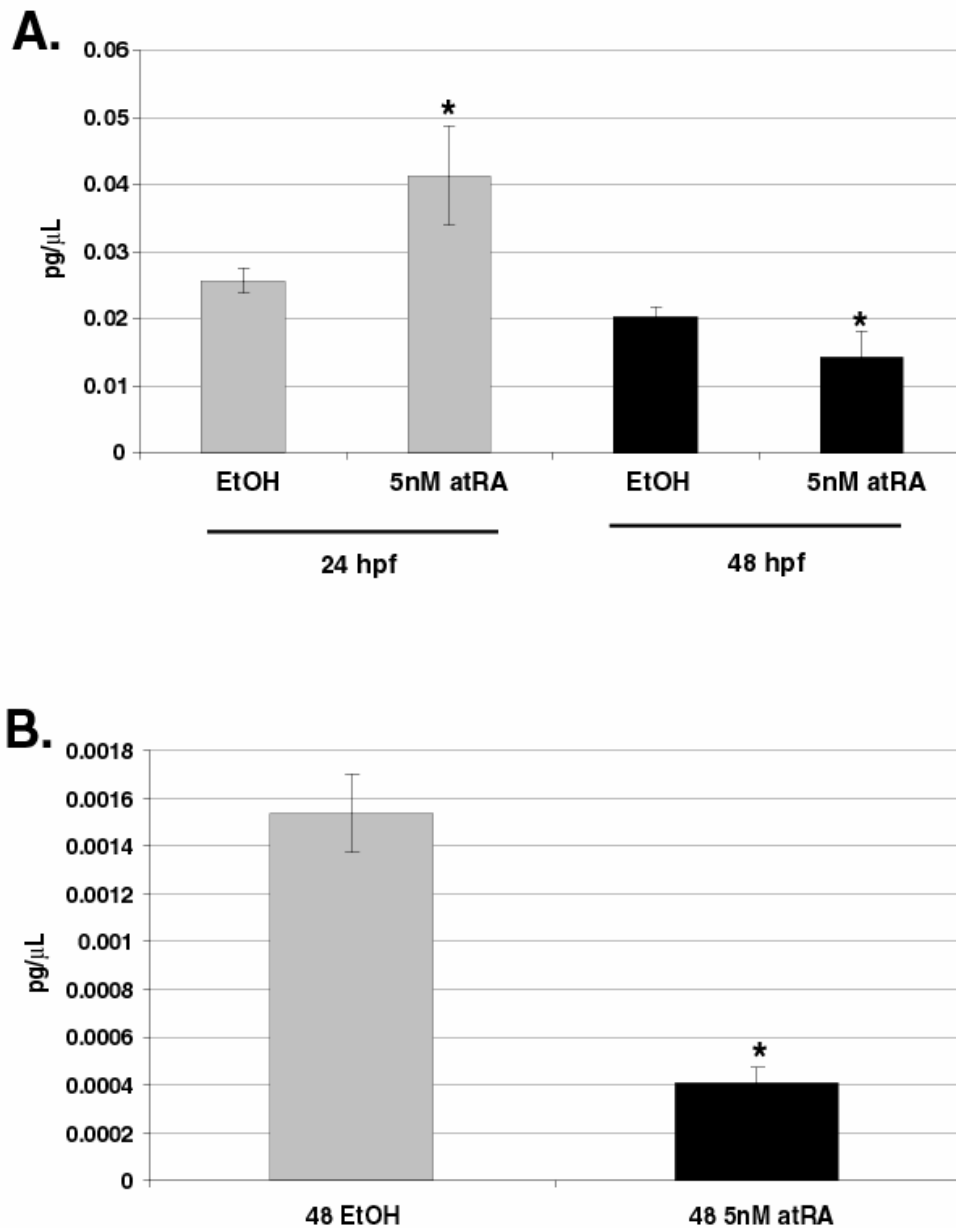 A.
0.06
0.05
*
0.04
0.03
pg/µL
0.02
*
0.01
0
EtOH 5nM atRA EtOH 5nM atRA
24 hpf 48 hpf
B.
0.0018
0.0016
0.0014
0.0012
0.001
pg/µL
0.0008
0.0006
*
0.0004
0.0002
0
48 EtOH 48 5nM atRA